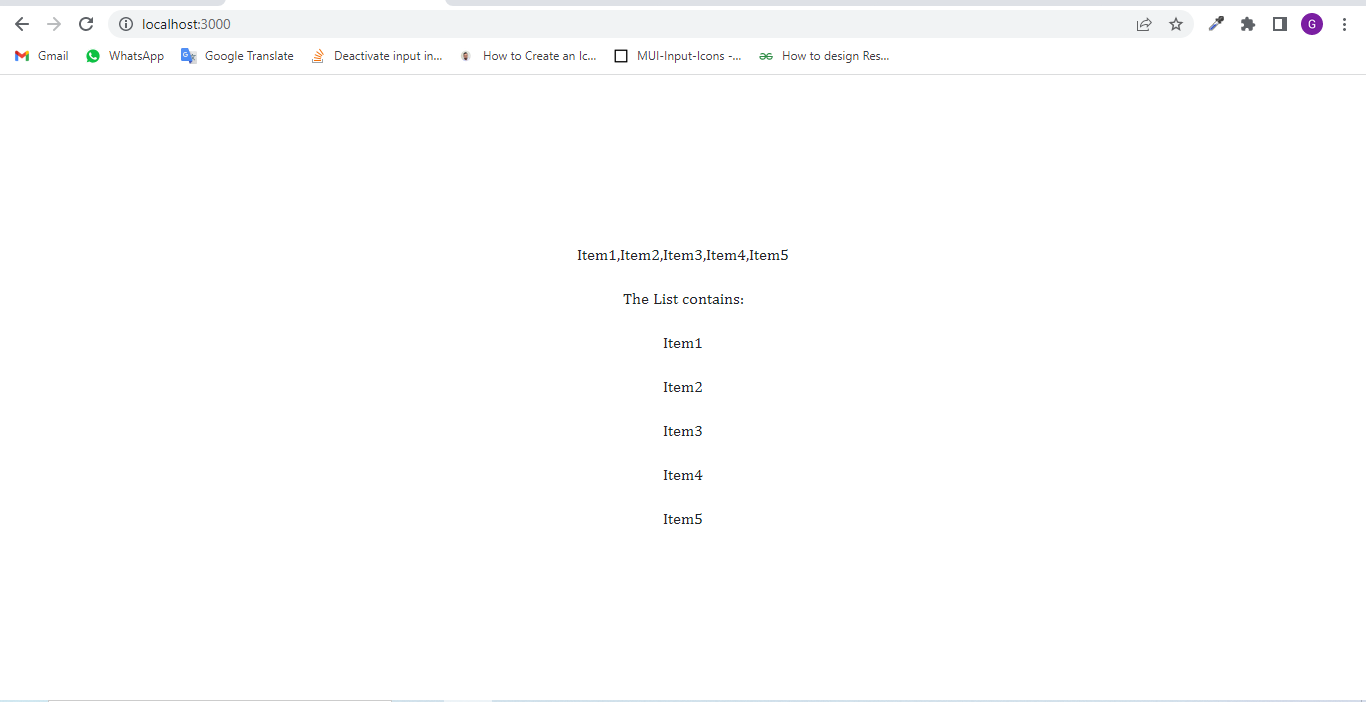 localhost:3000
G
Gmail WhatsApp Google Translate Deactivate input in... How to Create an Ic... MUI-Input-Icons -... How to design Res...
Item1,Item2,Item3,Item4,Item5
The List contains:
Item1
Item2
Item3
Item4
Item5